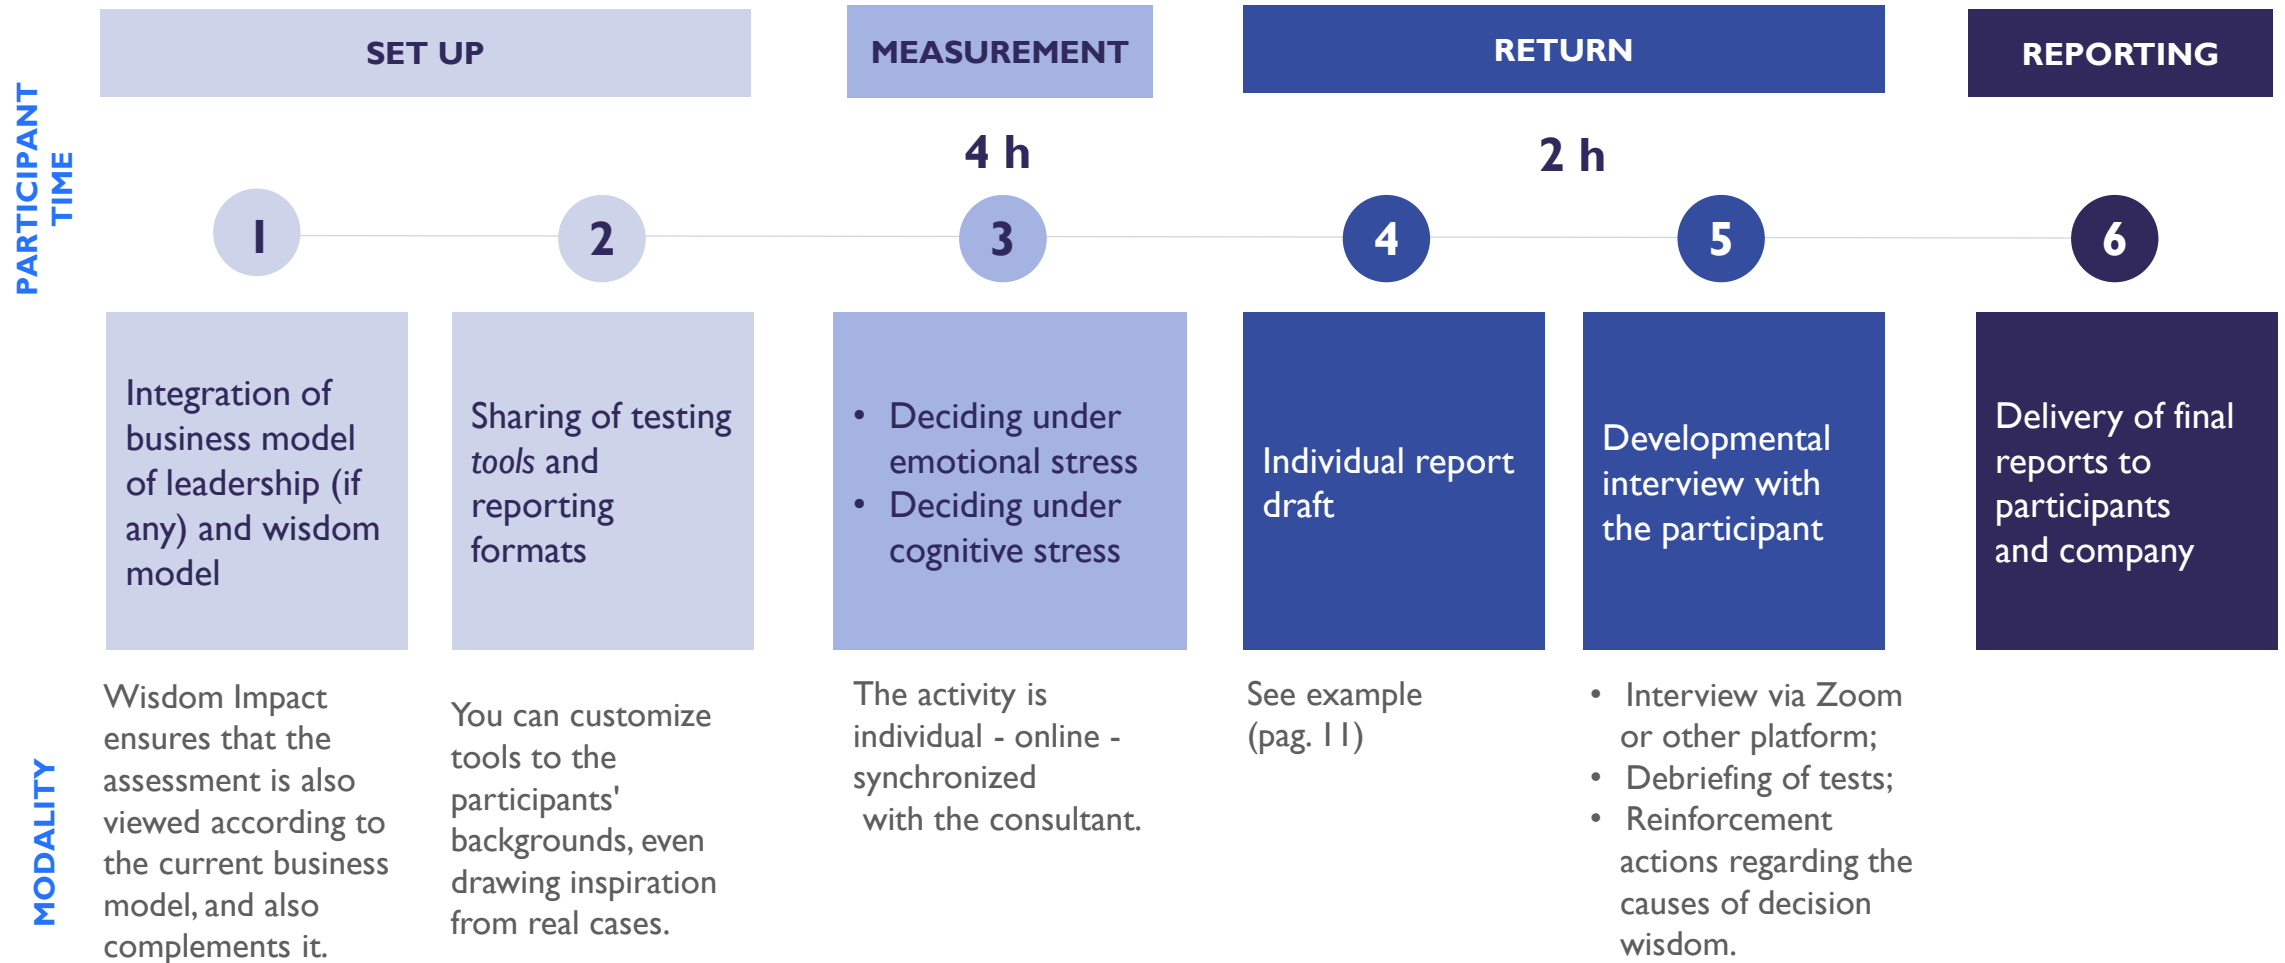 SET UP
MEASUREMENT
RETURN
REPORTING
PARTICIPANT
TIME
4 h
2 h
1
2
3
4
5
6
Integration of
business model
of leadership (if
any) and wisdom
model
Sharing of testing
tools and
reporting
formats
• Deciding under
emotional stress
• Deciding under
cognitive stress
Individual report
draft
Developmental
interview with
the participant
Delivery of final
reports to
participants
and company
MODALITY
Wisdom Impact
ensures that the
assessment is also
viewed according to
the current business
model, and also
complements it.
You can customize
tools to the
participants'
backgrounds, even
drawing inspiration
from real cases.
The activity is
individual - online -
synchronized
with the consultant.
See example
(pag. 11)
• Interview via Zoom
or other platform;
• Debriefing of tests;
• Reinforcement
actions regarding the
causes of decision
wisdom.